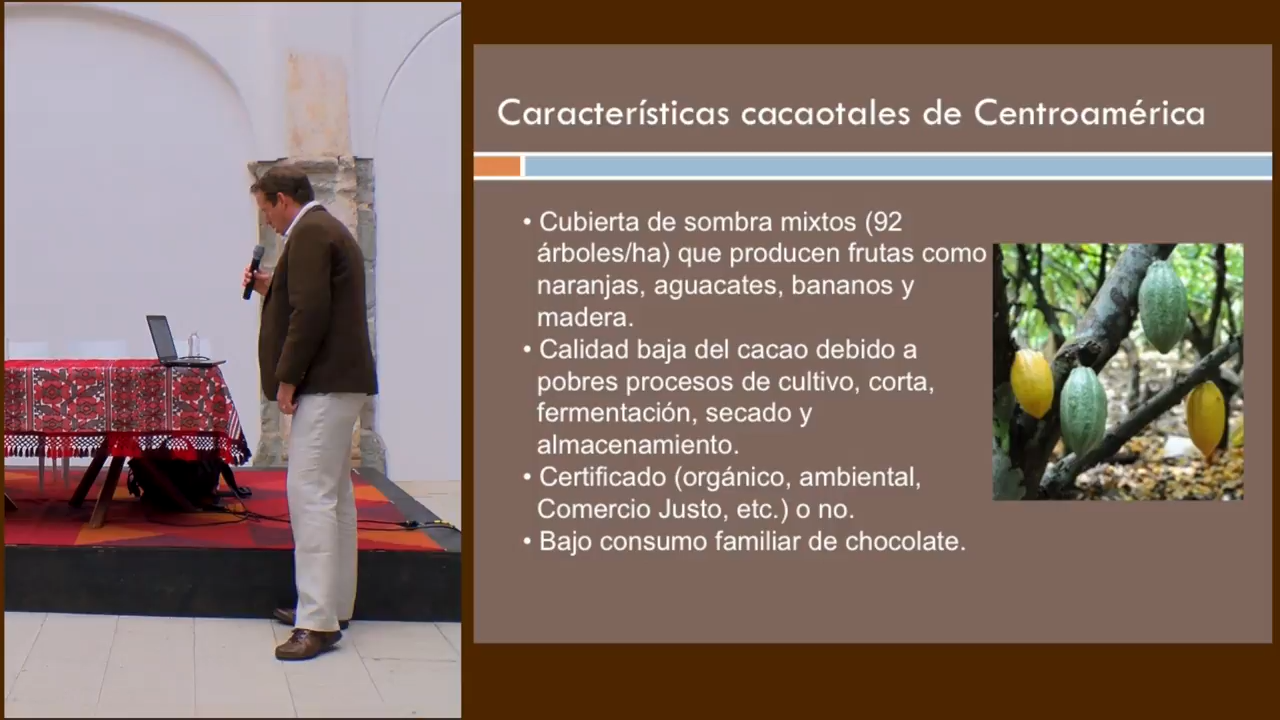 Características cacaotales de Centroamérica
• Cubierta de sombra mixtos (92
árboles/ha) que producen frutas como
naranjas, aguacates, bananos y
madera.
• Calidad baja del cacao debido a
pobres procesos de cultivo, corta,
fermentación, secado y
almacenamiento.
• Certificado (orgánico, ambiental,
Comercio Justo, etc.) o no.
• Bajo consumo familiar de chocolate.